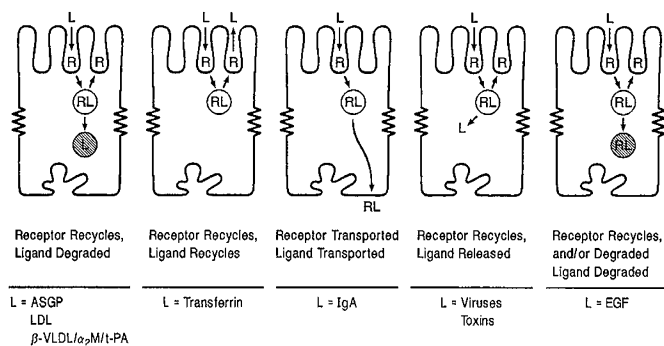 L
R R
RL
L
L L
R R
RL
L
R
RL
RL
L
R R
RL
L
L
R R
RL
RL
Receptor Recycles,
Ligand Degraded
Receptor Recycles,
Ligand Recycles
Receptor Transported
Ligand Transported
Receptor Recycles,
Ligand Released
Receptor Recycles,
and/or Degraded
Ligand Degraded
L = ASGP
LDL
β-VLDL/α₂M/t-PA
L = Transferrin
L = IgA
L = Viruses
Toxins
L = EGF